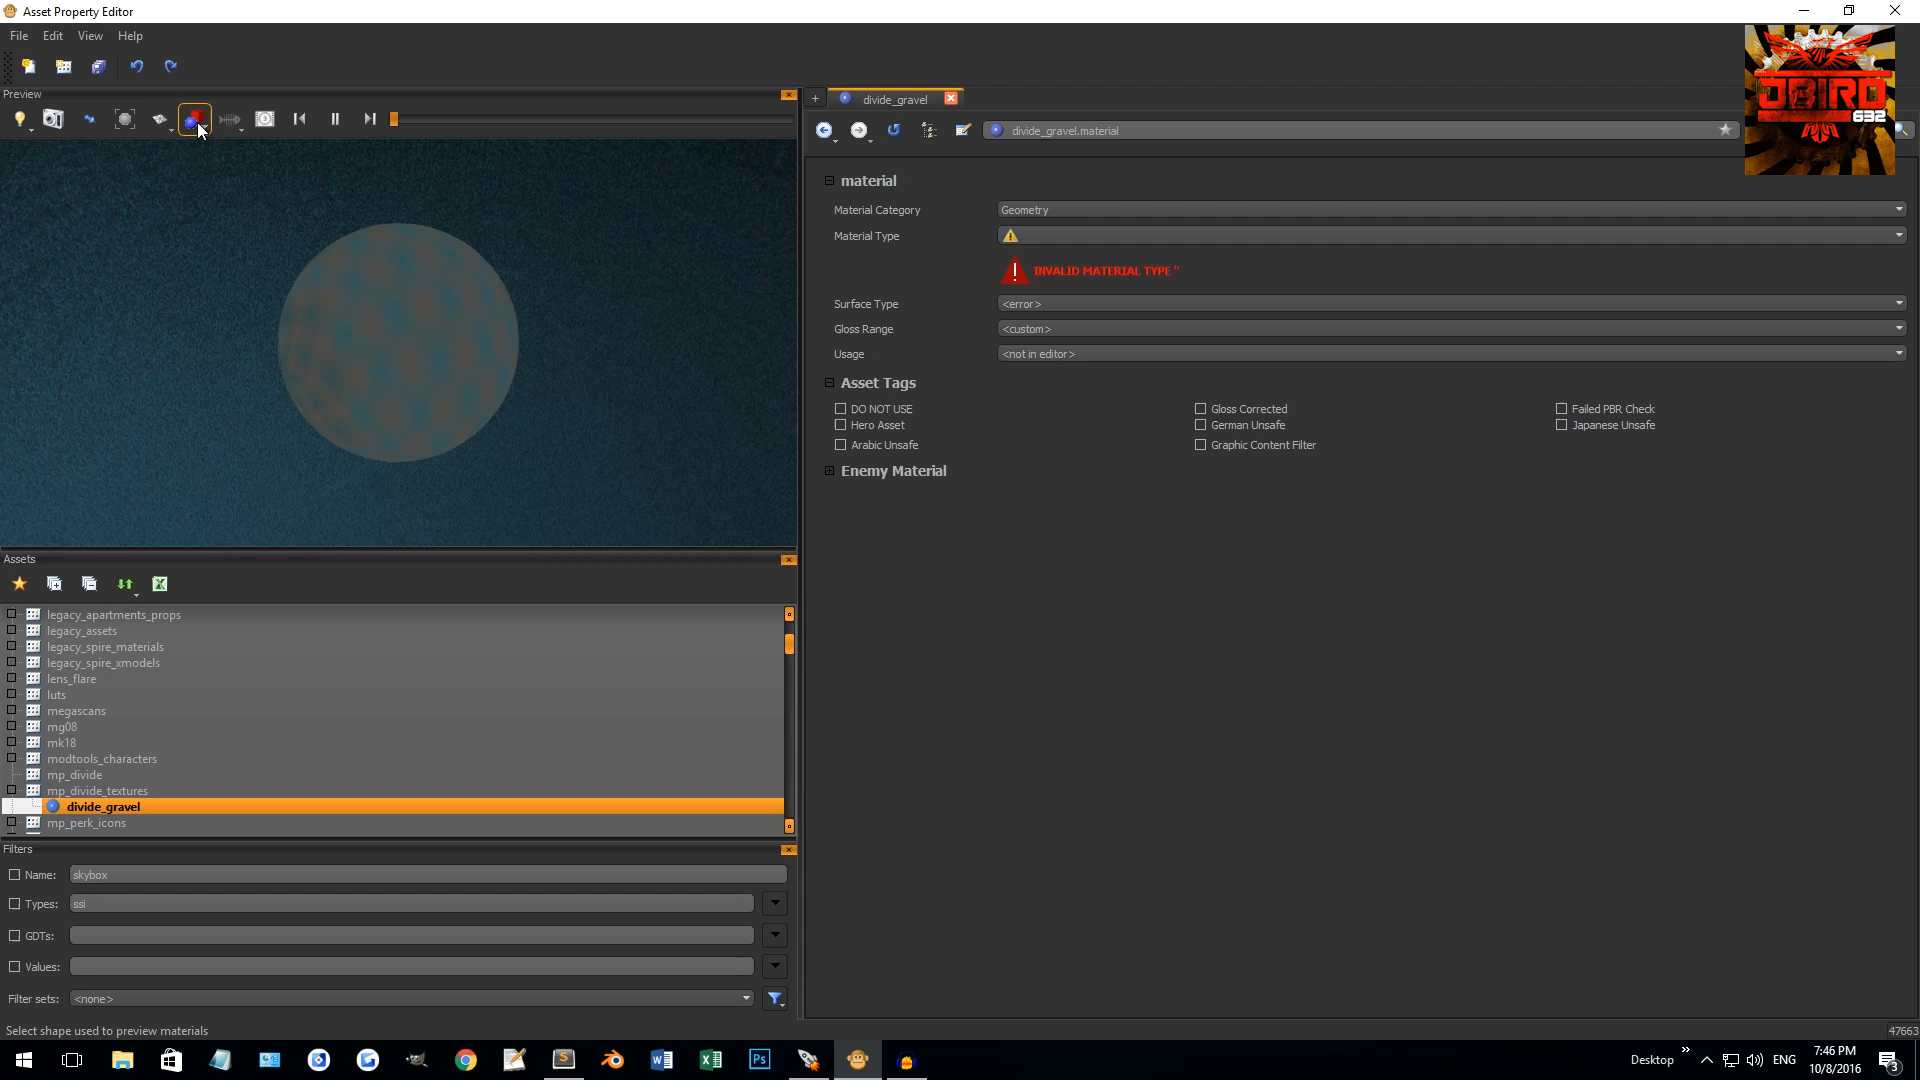 Asset Property Editor
File Edit View Help
Preview
divide_gravel
divide_gravel.material
JBIRD
632
material
Material Category Geometry
Material Type
INVALID MATERIAL TYPE ''
Surface Type <error>
Gloss Range <custom>
Usage <not in editor>
Asset Tags
DO NOT USE Gloss Corrected Failed PBR Check
Hero Asset German Unsafe Japanese Unsafe
Arabic Unsafe Graphic Content Filter
Enemy Material
Assets
legacy_apartments_props
legacy_assets
legacy_spire_materials
legacy_spire_xmodels
lens_flare
luts
megascans
mg08
mk18
modtools_characters
mp_divide
mp_divide_textures
divide_gravel
mp_perk_icons
Filters
Name: skybox
Types: ssi
GDTs:
Values:
Filter sets: <none>
Select shape used to preview materials
47663
Desktop » ENG
7:46 PM
10/8/2016
3